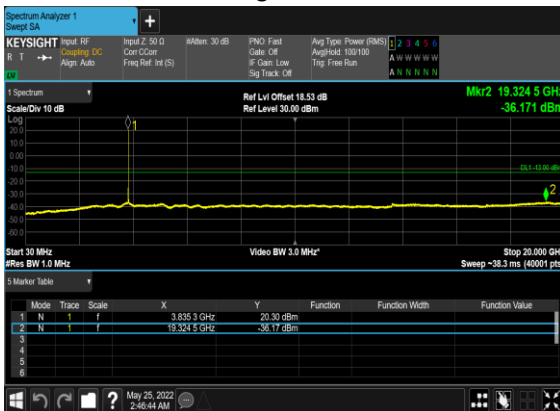 Spectrum Analyzer 1
Swept SA
KEYSIGHT Input: RF Input Z: 50 Ω #Atten: 30 dB PNO: Fast Avg Type: Power (RMS) 1 2 3 4 5 6
R T Coupling: DC Corr CCorr Gate: Off Avg|Hold: 100/100 A W W W W W
Align: Auto Freq Ref: Int (S) IF Gain: Low Trig: Free Run
LV Sig Track: Off A N N N N N
1 Spectrum Ref Lvl Offset 18.53 dB Mkr2 19.324 5 GHz
Scale/Div 10 dB Ref Level 30.00 dBm -36.171 dBm
Log
20.0 1
10.0
0.00
-10.0 DL1 -13.00 dBm
-20.0
-30.0 2
-40.0
-50.0
-60.0
Start 30 MHz Video BW 3.0 MHz* Stop 20.000 GH
#Res BW 1.0 MHz Sweep ~38.3 ms (40001 pts
5 Marker Table
Mode Trace Scale X Y Function Function Width Function Value
1 N 1 f 3.835 3 GHz 20.30 dBm
2 N 1 f 19.324 5 GHz -36.17 dBm
3
4
5
6
? May 25, 2022
2:46:44 AM